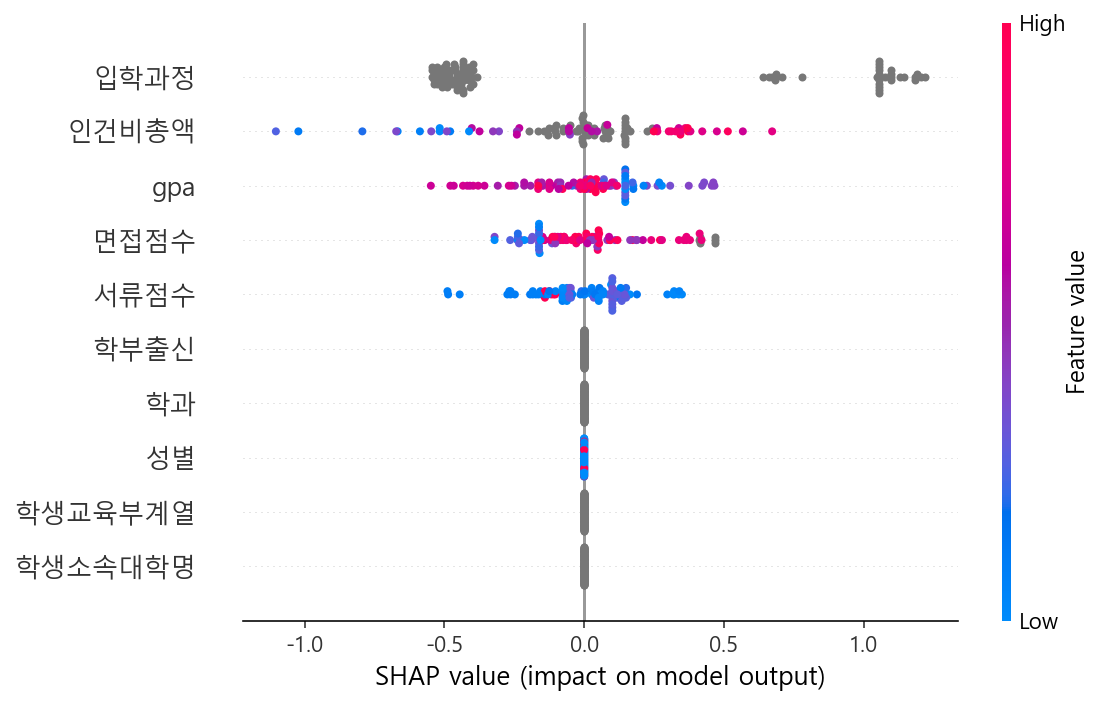 High
입학과정
인건비총액
gpa
면접점수
서류점수
학부출신
학과
성별
학생교육부계열
학생소속대학명
Feature value
Low
-1.0 -0.5 0.0 0.5 1.0
SHAP value (impact on model output)